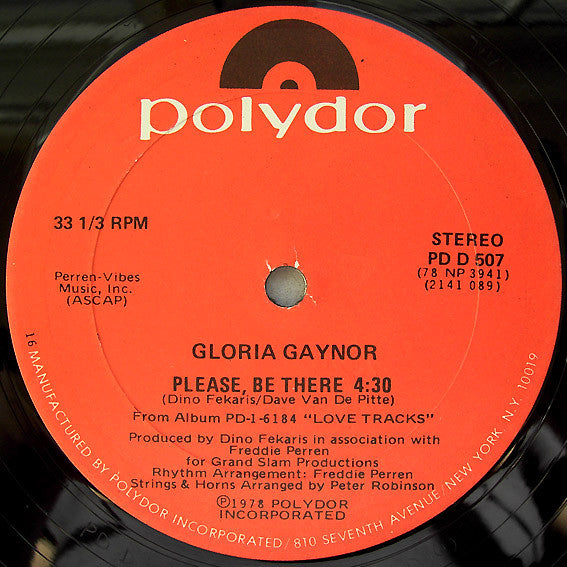 polydor
33 1/3 RPM
STEREO
PD D 507
(78 NP 3941)
(2141 089)
Perren-Vibes
Music, Inc.
(ASCAP)
GLORIA GAYNOR
PLEASE, BE THERE 4:30
(Dino Fekaris/Dave Van De Pitte)
From Album PD-1-6184 "LOVE TRACKS"
Produced by Dino Fekaris in association with
Freddie Perren
for Grand Slam Productions
Rhythm Arrangement: Freddie Perren
Strings & Horns Arranged by Peter Robinson
Ⓟ1978 POLYDOR
INCORPORATED
16 MANUFACTURED BY POLYDOR INCORPORATED/810 SEVENTH AVENUE/NEW YORK, N.Y. 10019